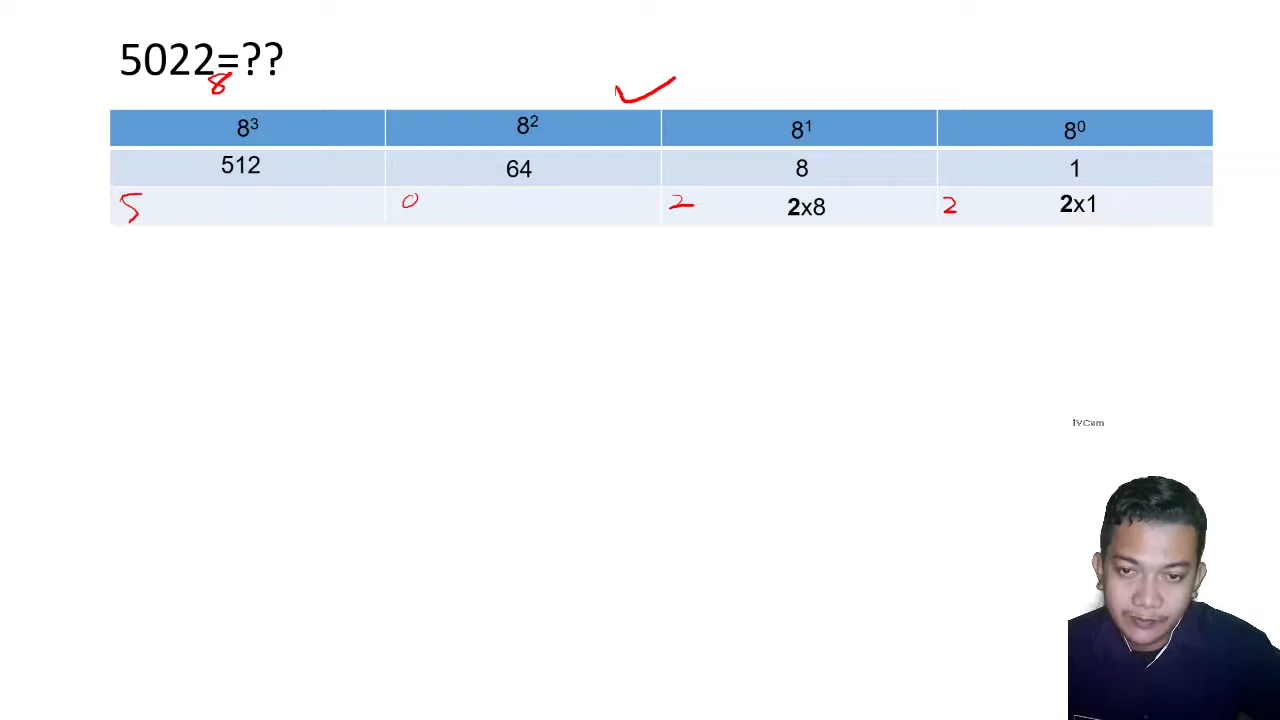 5022=??
8
8³ 8² 8¹ 8⁰
512 64 8 1
5 0 2 2x8 2 2x1
iVCam